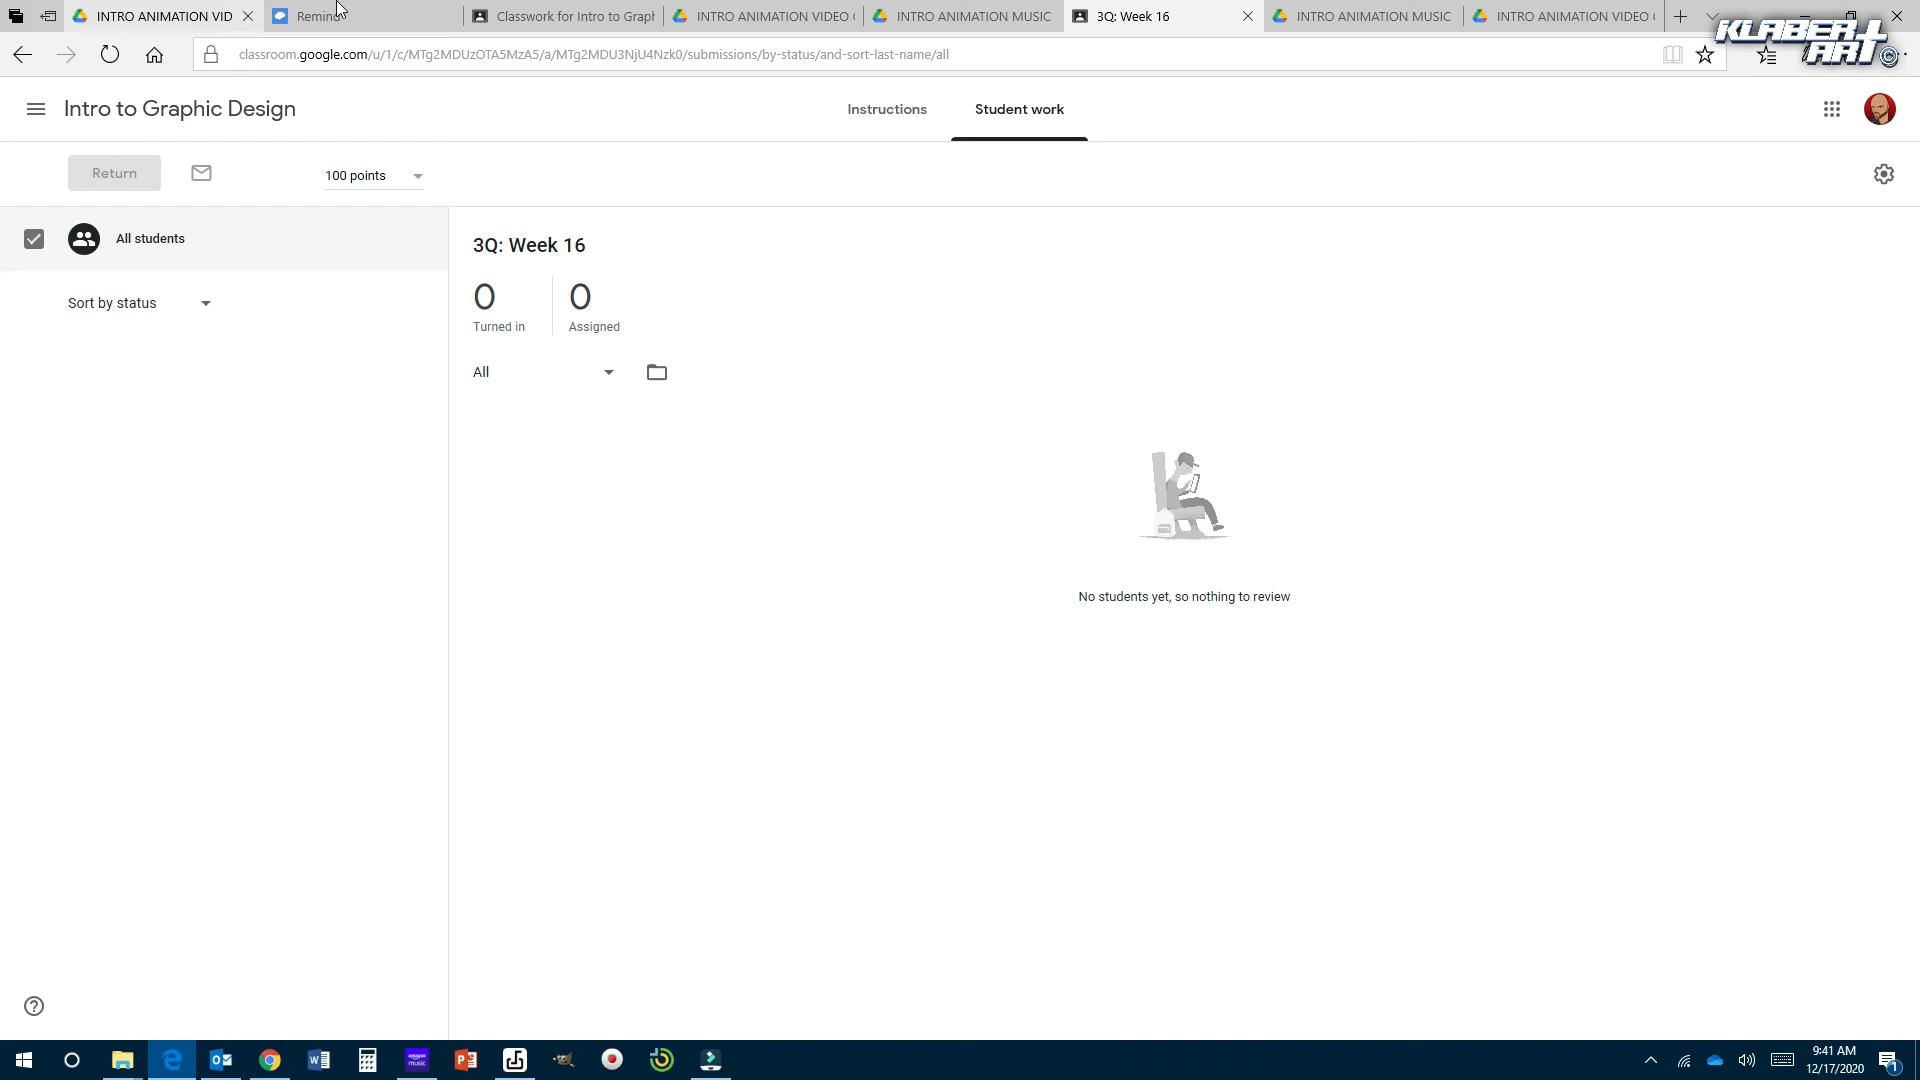 INTRO ANIMATION VID
Remind
Classwork for Intro to Graph
INTRO ANIMATION VIDEO
INTRO ANIMATION MUSIC
3Q: Week 16
INTRO ANIMATION MUSIC
INTRO ANIMATION VIDEO
KLABER ART ©
classroom.google.com/u/1/c/MTg2MDUzOTA5MzA5/a/MTg2MDU3NjU4Nzk0/submissions/by-status/and-sort-last-name/all
Intro to Graphic Design
Instructions
Student work
Return
100 points
All students
3Q: Week 16
0
0
Turned in
Assigned
Sort by status
All
No students yet, so nothing to review
9:41 AM
12/17/2020
1